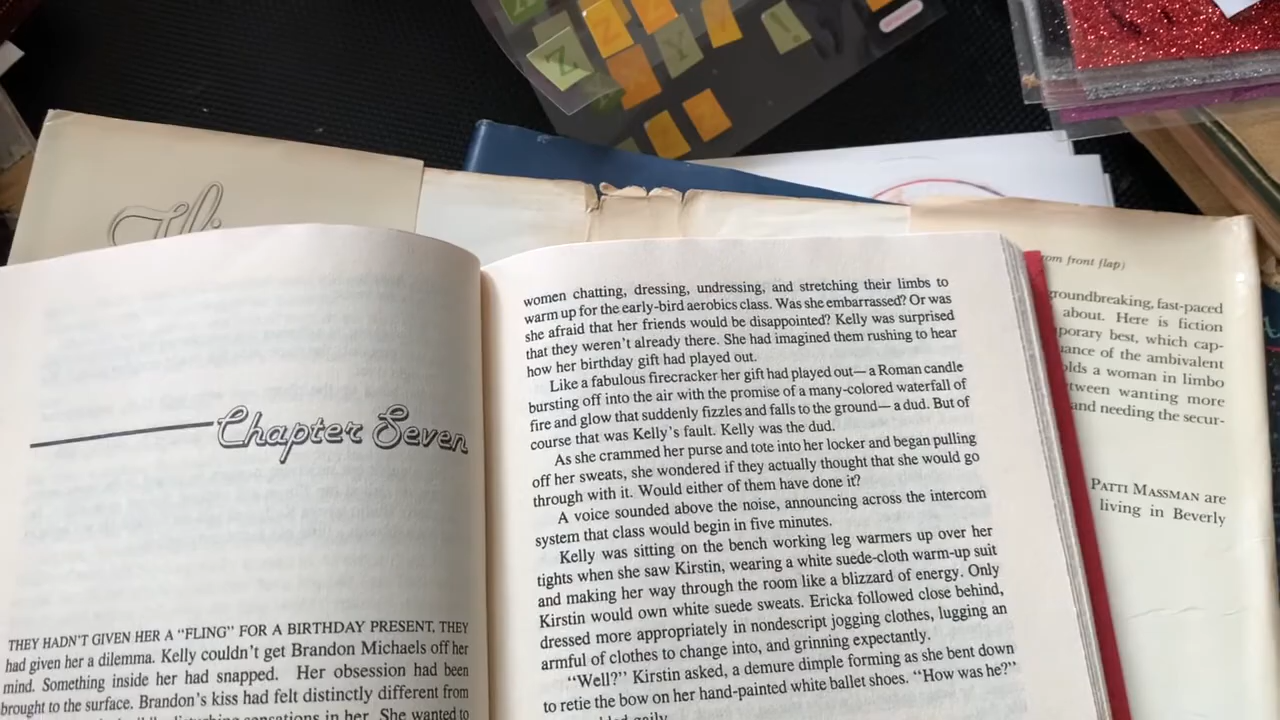 Z
Z
Z
Y
Z
!
Chapter Seven
THEY HADN'T GIVEN HER A "FLING" FOR A BIRTHDAY PRESENT, THEY
had given her a dilemma. Kelly couldn't get Brandon Michaels off her
mind. Something inside her had snapped. Her obsession had been
brought to the surface. Brandon's kiss had felt distinctly different from
sensations in her. She wanted to
women chatting, dressing, undressing, and stretching their limbs to
warm up for the early-bird aerobics class. Was she embarrassed? Or was
she afraid that her friends would be disappointed? Kelly was surprised
that they weren't already there. She had imagined them rushing to hear
how her birthday gift had played out.
Like a fabulous firecracker her gift had played out—a Roman candle
bursting off into the air with the promise of a many-colored waterfall of
fire and glow that suddenly fizzles and falls to the ground—a dud. But of
course that was Kelly's fault. Kelly was the dud.
As she crammed her purse and tote into her locker and began pulling
off her sweats, she wondered if they actually thought that she would go
through with it. Would either of them have done it?
A voice sounded above the noise, announcing across the intercom
system that class would begin in five minutes.
Kelly was sitting on the bench working leg warmers up over her
tights when she saw Kirstin, wearing a white suede-cloth warm-up suit
and making her way through the room like a blizzard of energy. Only
Kirstin would own white suede sweats. Ericka followed close behind,
dressed more appropriately in nondescript jogging clothes, lugging an
armful of clothes to change into, and grinning expectantly.
"Well?" Kirstin asked, a demure dimple forming as she bent down
to retie the bow on her hand-painted white ballet shoes. "How was he?"
om front flap)
groundbreaking, fast-paced
about. Here is fiction
porary best, which cap-
ance of the ambivalent
olds a woman in limbo
tween wanting more
and needing the secur-
PATTI MASSMAN are
living in Beverly